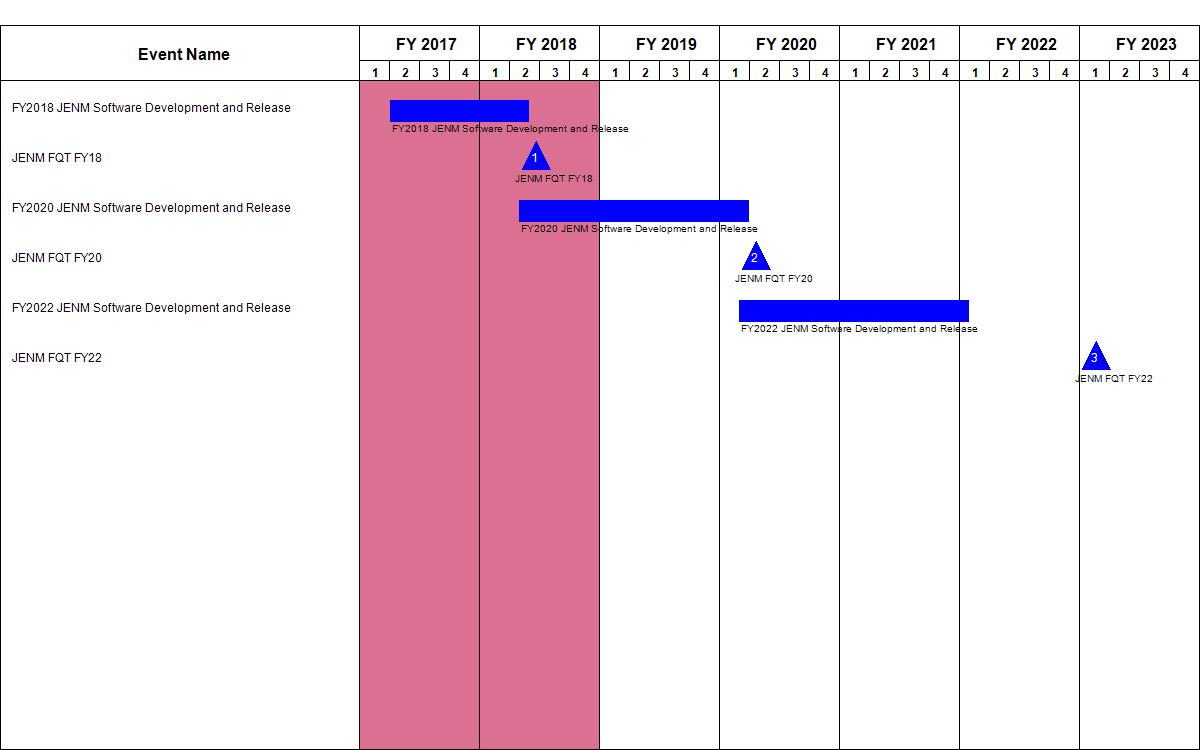 Event Name
FY 2017 FY 2018 FY 2019 FY 2020 FY 2021 FY 2022 FY 2023
1 2 3 4 1 2 3 4 1 2 3 4 1 2 3 4 1 2 3 4 1 2 3 4 1 2 3 4
FY2018 JENM Software Development and Release
FY2018 JENM Software Development and Release
JENM FQT FY18
1
JENM FQT FY18
FY2020 JENM Software Development and Release
FY2020 JENM Software Development and Release
JENM FQT FY20
2
JENM FQT FY20
FY2022 JENM Software Development and Release
FY2022 JENM Software Development and Release
JENM FQT FY22
3
JENM FQT FY22